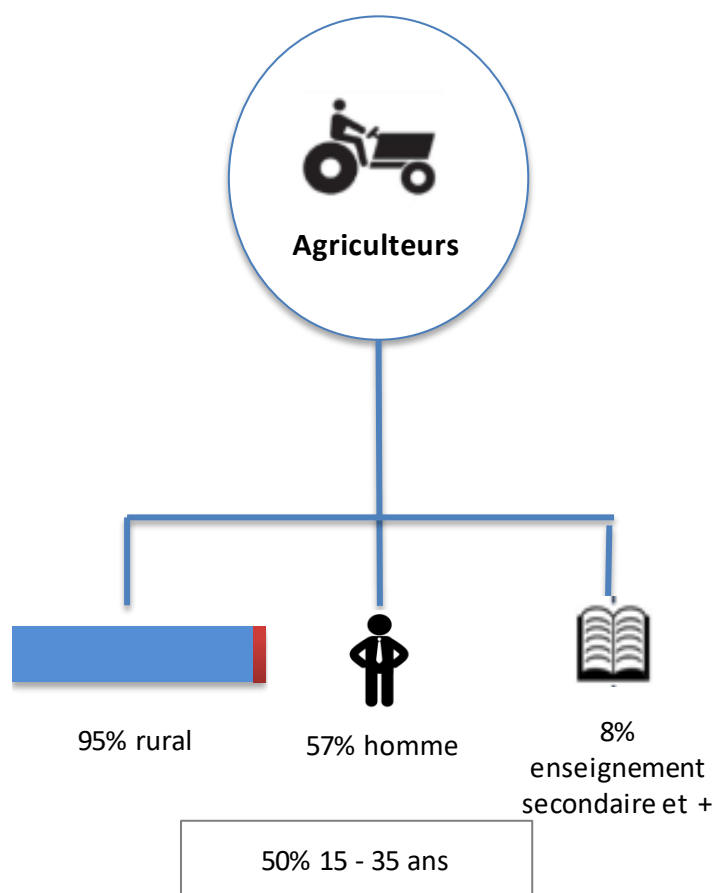 Agriculteurs
95% rural
57% homme
8%
enseignement
secondaire et +
50% 15 - 35 ans